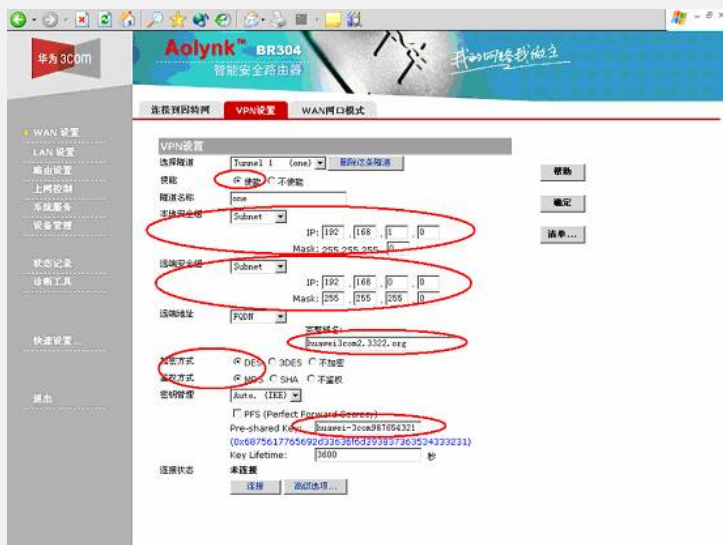 华为3com
Aolynk™ BR304
智能安全路由器
我的网络我做主
连接到因特网 VPN设置 WAN网口模式
WAN 设置
LAN 设置
路由设置
上网控制
系统服务
设备管理
状态记录
诊断工具
快速设置...
退出
VPN设置
选择隧道 Tunnel 1 (one) 删除这条隧道
使能 使能 不使能
隧道名称 one
本地安全组 Subnet
IP: 192 . 168 . 1 . 0
Mask: 255.255.255. 0
远端安全组 Subnet
IP: 192 . 168 . 0 . 0
Mask: 255 . 255 . 255 . 0
远端地址 FQDN
完整域名:
huawei3com2.3322.org
加密方式 DES 3DES 不加密
鉴权方式 MD5 SHA 不鉴权
密钥管理 Auto. (IKE)
PFS (Perfect Forward Secrecy)
Pre-shared Key: huawei-3com987654321
Key Lifetime: 3600 秒
连接状态 未连接
连接 高级选项...
帮助
确定
清单...